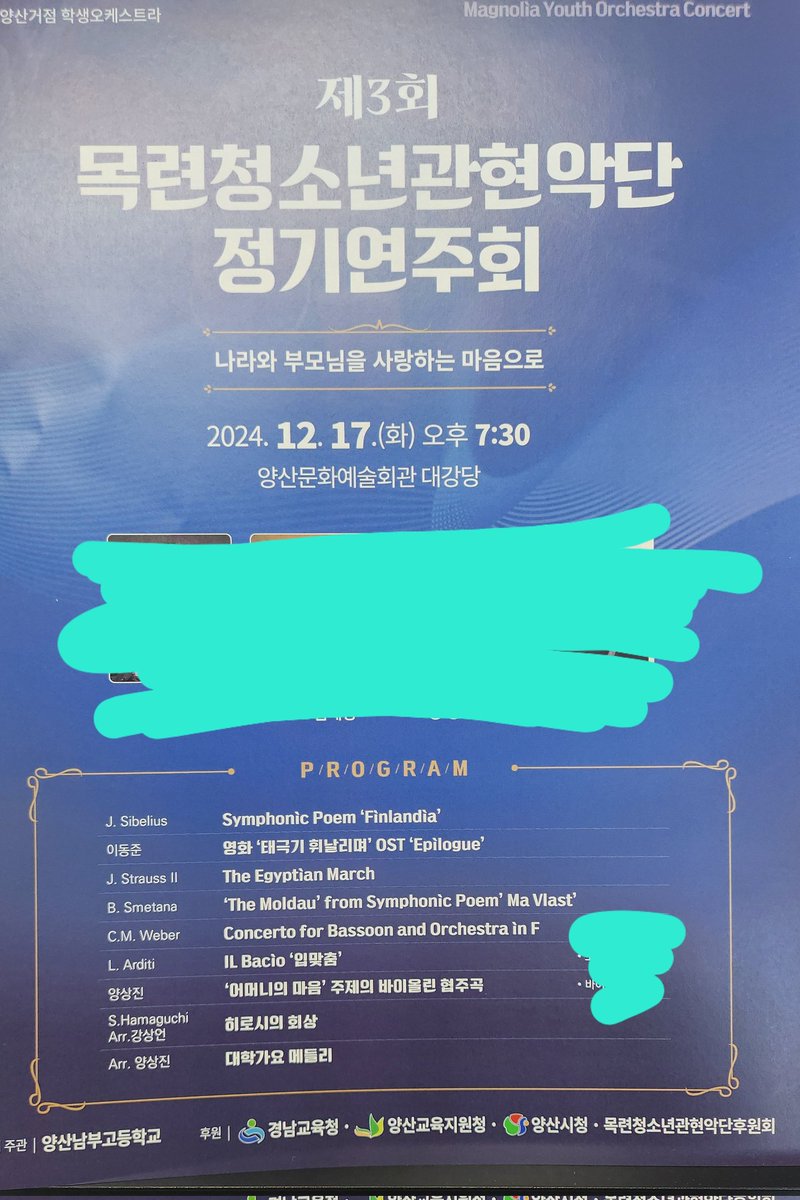 양산거점 학생오케스트라
Magnolia Youth Orchestra Concert
제3회
목련청소년관현악단
정기연주회
나라와 부모님을 사랑하는 마음으로
2024. 12. 17.(화) 오후 7:30
양산문화예술회관 대강당
P/R/O/G/R/A/M
J. Sibelius Symphonic Poem ‘Finlandia’
이동준 영화 ‘태극기 휘날리며’ OST ‘Epilogue’
J. Strauss II The Egyptian March
B. Smetana ‘The Moldau’ from Symphonic Poem’ Ma Vlast’
C.M. Weber Concerto for Bassoon and Orchestra in F
L. Arditi IL Bacio ‘입맞춤’
양상진 ‘어머니의 마음’ 주제의 바이올린 협주곡
S.Hamaguchi
Arr.강상언 히로시의 회상
Arr. 양상진 대학가요 메들리
주관 | 양산남부고등학교 후원 | 경남교육청 · 양산교육지원청 · 양산시청 · 목련청소년관현악단후원회